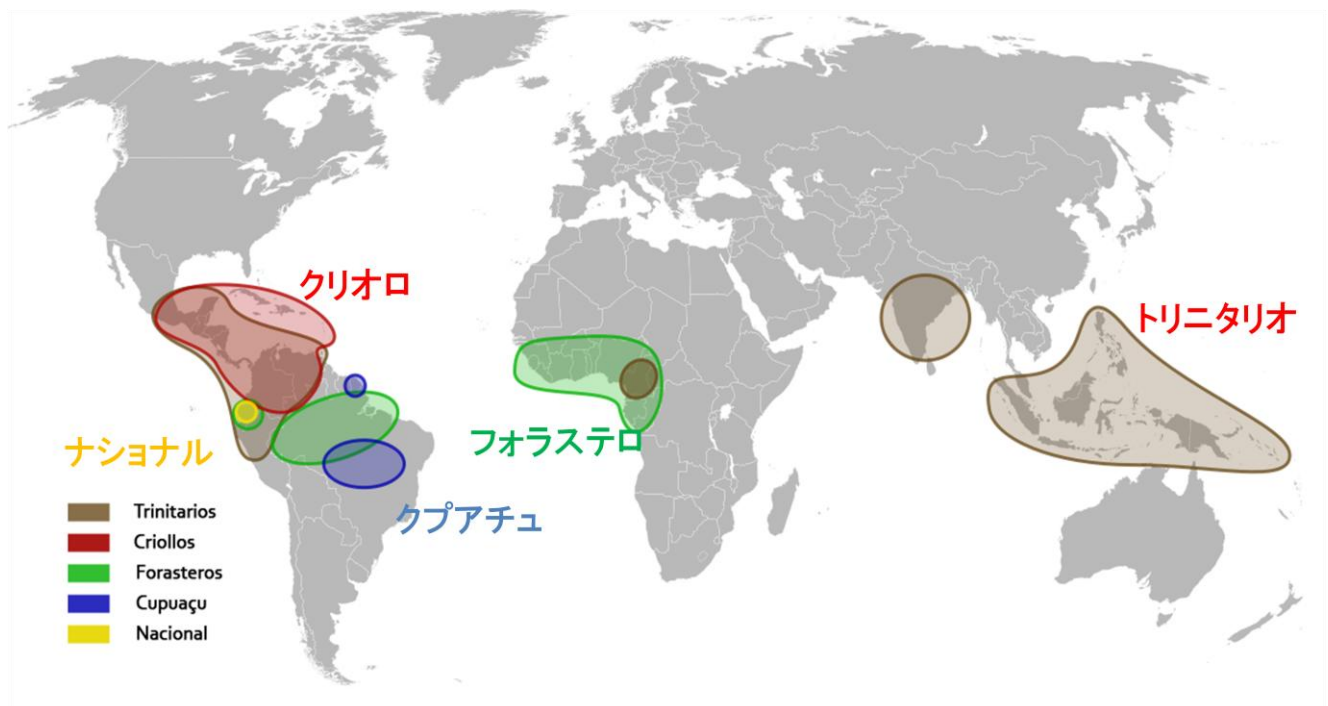 クリオロ
トリニタリオ
ナショナル
フォラステロ
クプアチュ
Trinitarios
Criollos
Forasteros
Cupuaçu
Nacional